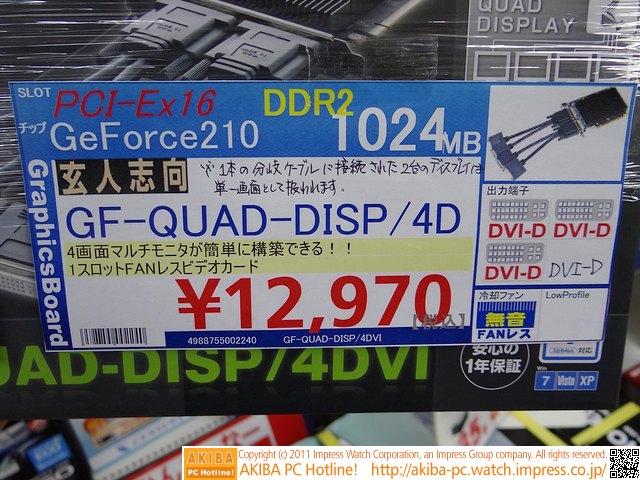 QUAD
DISPLAY
SLOT
PCI-Ex16
DDR2
チップ
GeForce210
1024MB
GraphicsBoard
玄人志向
※1本の分岐ケーブルに接続された2台のディスプレイは
単一画面として扱われます。
GF-QUAD-DISP/4D
4画面マルチモニタが簡単に構築できる！！
1スロットFANレスビデオカード
¥12,970
【税込】
4988755002240
GF-QUAD-DISP/4DVI
出力端子
DVI-D
DVI-D
DVI-D
DVI-D
冷却ファン
無音
FANレス
LowProfile
UAD-DISP/4DVI
安心の
1年保証
対応
Win
7 Vista XP
AKIBA
PC Hotline!
Copyright (c) 2011 Impress Watch Corporation, an Impress Group company. All rights reserved.
AKIBA PC Hotline! http://akiba-pc.watch.impress.co.jp/